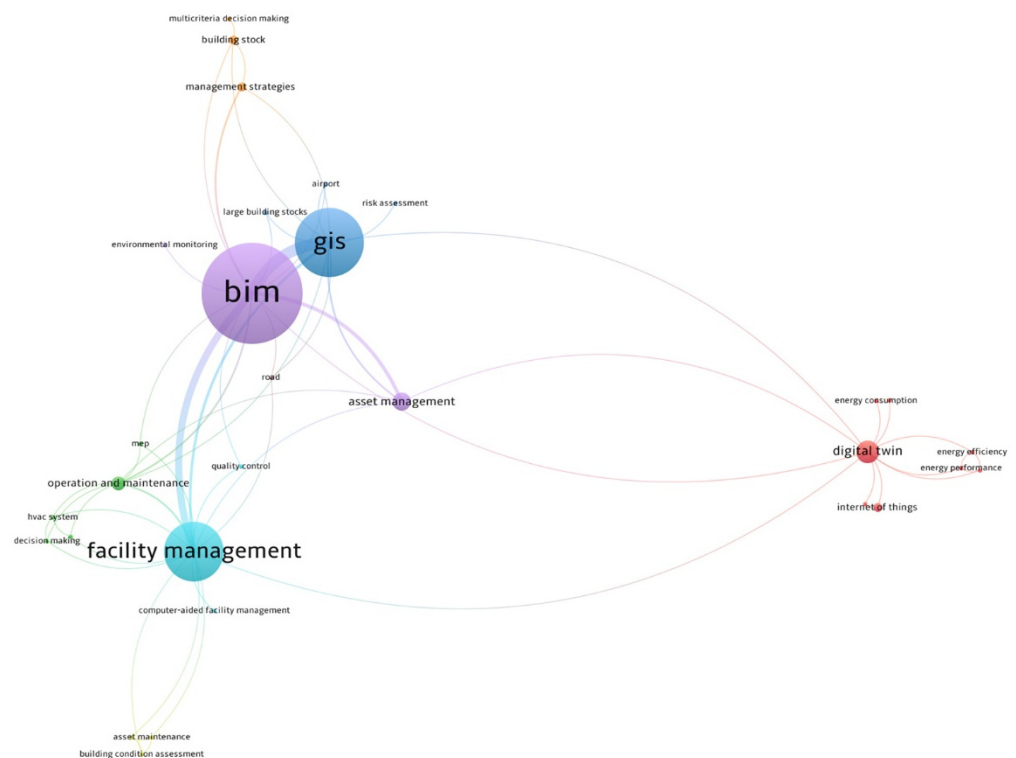 multicriteria decision making
building stock
management strategies
airport
risk assessment
large building stocks
gis
environmental monitoring
bim
road
asset management
energy consumption
mep
digital twin
energy efficiency
quality control
energy performance
operation and maintenance
internet of things
hvac system
decision making
facility management
computer-aided facility management
asset maintenance
building condition assessment